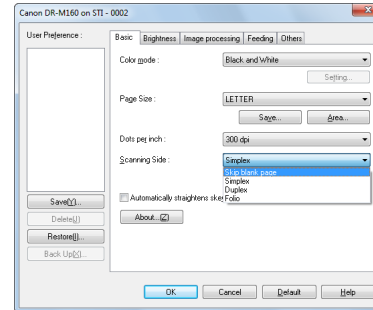 Canon DR-M160 on STI - 0002
User Preference :
Basic Brightness Image processing Feeding Others
Color mode : Black and White
Setting...
Page Size : LETTER
Save... Area...
Dots per inch : 300 dpi
Scanning Side : Simplex
Skip blank page
Simplex
Duplex
Folio
Automatically straightens ske
Save(Y)...
Delete(J)
About...(Z)
Restore(I)...
Back Up(X)...
OK Cancel Default Help